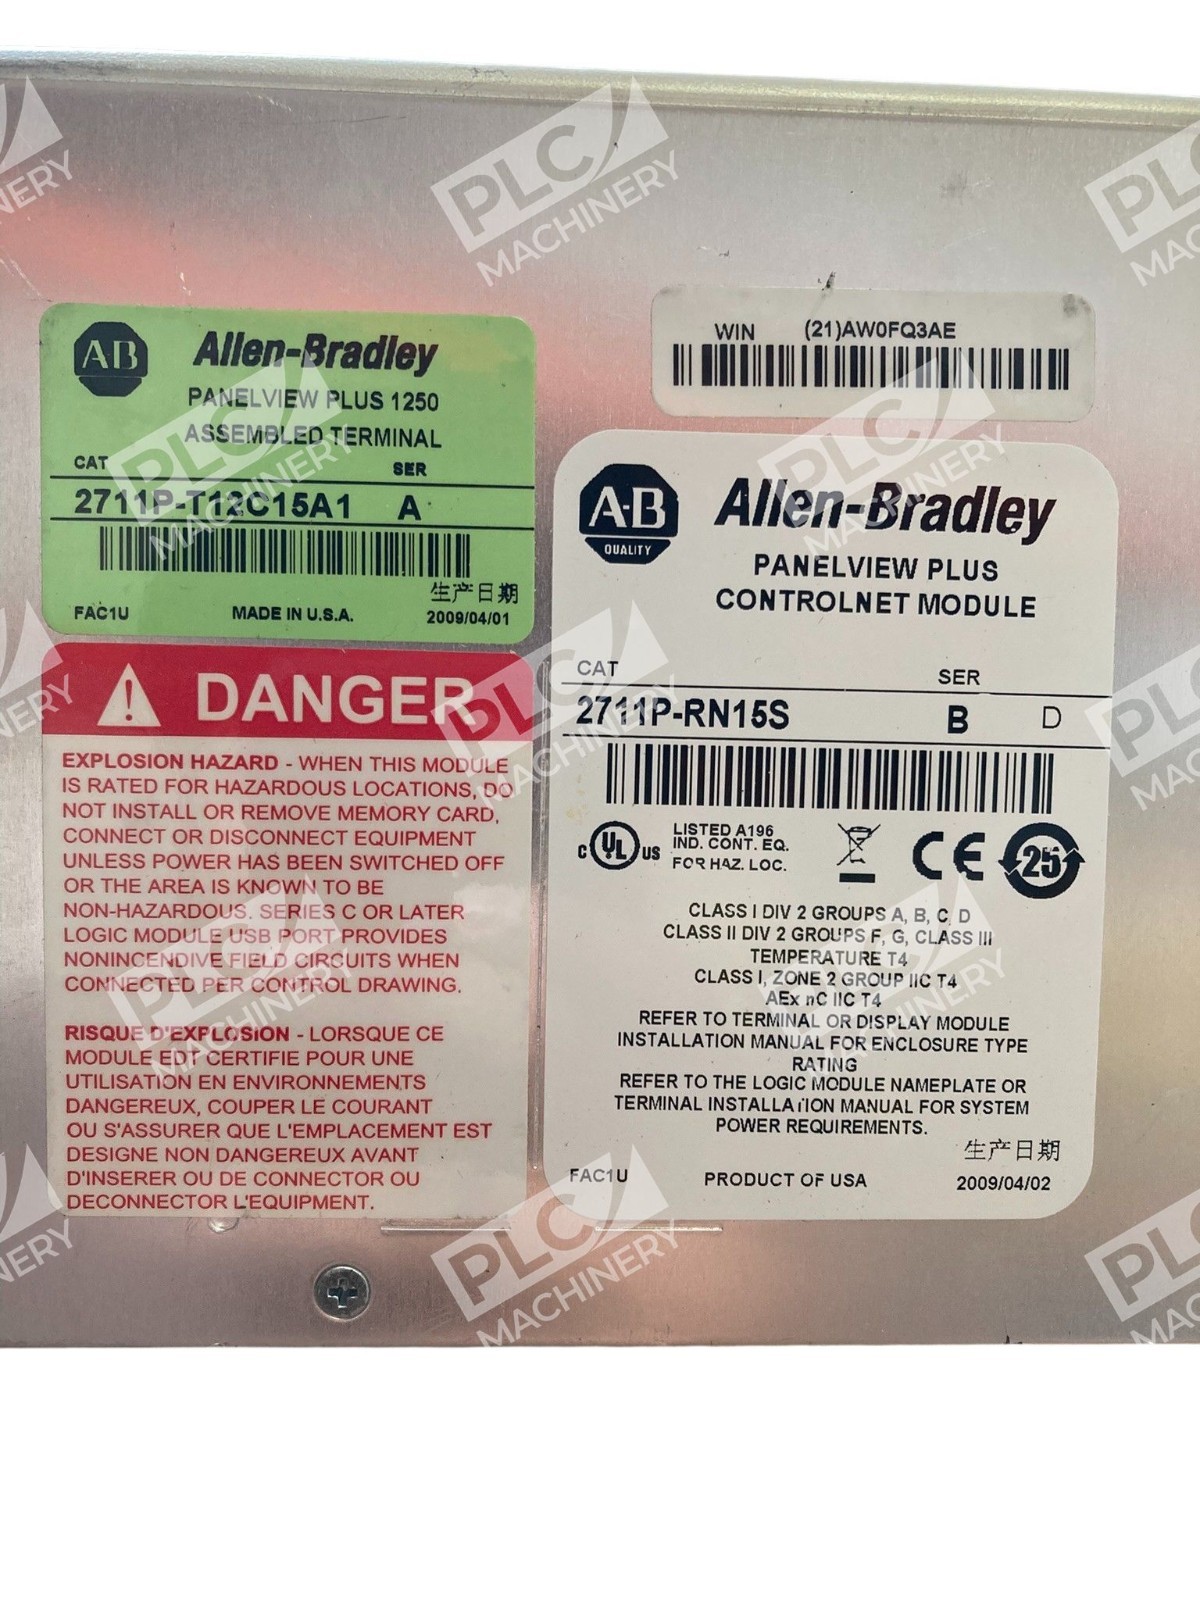 AB
Allen-Bradley
PANELVIEW PLUS 1250
ASSEMBLED TERMINAL
CAT SER
2711P-T12C15A1 A
生产日期
FAC1U MADE IN U.S.A. 2009/04/01
DANGER
EXPLOSION HAZARD - WHEN THIS MODULE
IS RATED FOR HAZARDOUS LOCATIONS, DO
NOT INSTALL OR REMOVE MEMORY CARD,
CONNECT OR DISCONNECT EQUIPMENT
UNLESS POWER HAS BEEN SWITCHED OFF
OR THE AREA IS KNOWN TO BE
NON-HAZARDOUS. SERIES C OR LATER
LOGIC MODULE USB PORT PROVIDES
NONINCENDIVE FIELD CIRCUITS WHEN
CONNECTED PER CONTROL DRAWING.
RISQUE D'EXPLOSION - LORSQUE CE
MODULE EDT CERTIFIE POUR UNE
UTILISATION EN ENVIRONNEMENTS
DANGEREUX, COUPER LE COURANT
OU S'ASSURER QUE L'EMPLACEMENT EST
DESIGNE NON DANGEREUX AVANT
D'INSERER OU DE CONNECTOR OU
DECONNECTOR L'EQUIPMENT.
WIN (21)AW0FQ3AE
A-B
QUALITY
Allen-Bradley
PANELVIEW PLUS
CONTROLNET MODULE
CAT SER
2711P-RN15S B D
C UL US
LISTED A196
IND. CONT. EQ.
FOR HAZ. LOC.
CE
25
CLASS I DIV 2 GROUPS A, B, C, D
CLASS II DIV 2 GROUPS F, G, CLASS III
TEMPERATURE T4
CLASS I, ZONE 2 GROUP IIC T4
AEx nC IIC T4
REFER TO TERMINAL OR DISPLAY MODULE
INSTALLATION MANUAL FOR ENCLOSURE TYPE
RATING
REFER TO THE LOGIC MODULE NAMEPLATE OR
TERMINAL INSTALLATION MANUAL FOR SYSTEM
POWER REQUIREMENTS.
生产日期
FAC1U PRODUCT OF USA 2009/04/02
PLC
MACHINERY